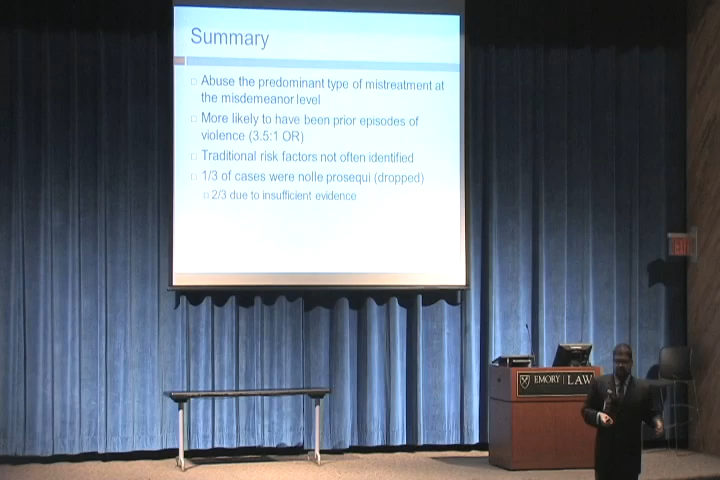 Summary
Abuse the predominant type of mistreatment at
the misdemeanor level
More likely to have been prior episodes of
violence (3.5:1 OR)
Traditional risk factors not often identified
1/3 of cases were nolle prosequi (dropped)
2/3 due to insufficient evidence
EMORY | LAW
EXIT